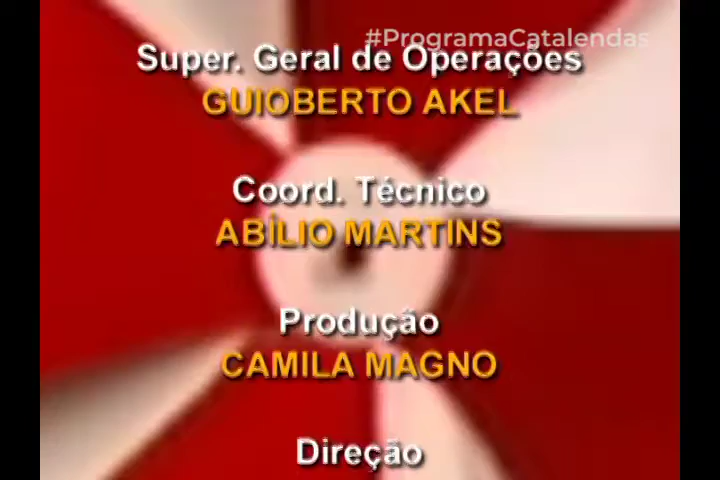 #ProgramaCatalendas
Super. Geral de Operações
GUIOBERTO AKEL
Coord. Técnico
ABÍLIO MARTINS
Produção
CAMILA MAGNO
Direção